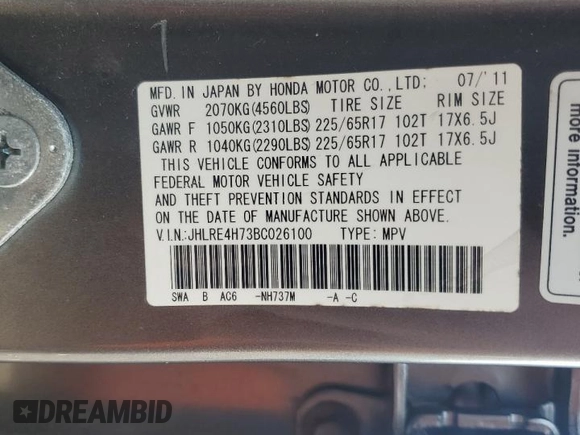 MFD. IN JAPAN BY HONDA MOTOR CO.,LTD; 07/'11
GVWR 2070KG(4560LBS) TIRE SIZE RIM SIZE
GAWR F 1050KG(2310LBS) 225/65R17 102T 17X6.5J
GAWR R 1040KG(2290LBS) 225/65R17 102T 17X6.5J
THIS VEHICLE CONFORMS TO ALL APPLICABLE
FEDERAL MOTOR VEHICLE SAFETY
AND THEFT PREVENTION STANDARDS IN EFFECT
ON THE DATE OF MANUFACTURE SHOWN ABOVE.
V.I.N.:JHLRE4H73BC026100 TYPE: MPV
SWA B AC6 -NH737M -A -C
more information.
DREAMBID